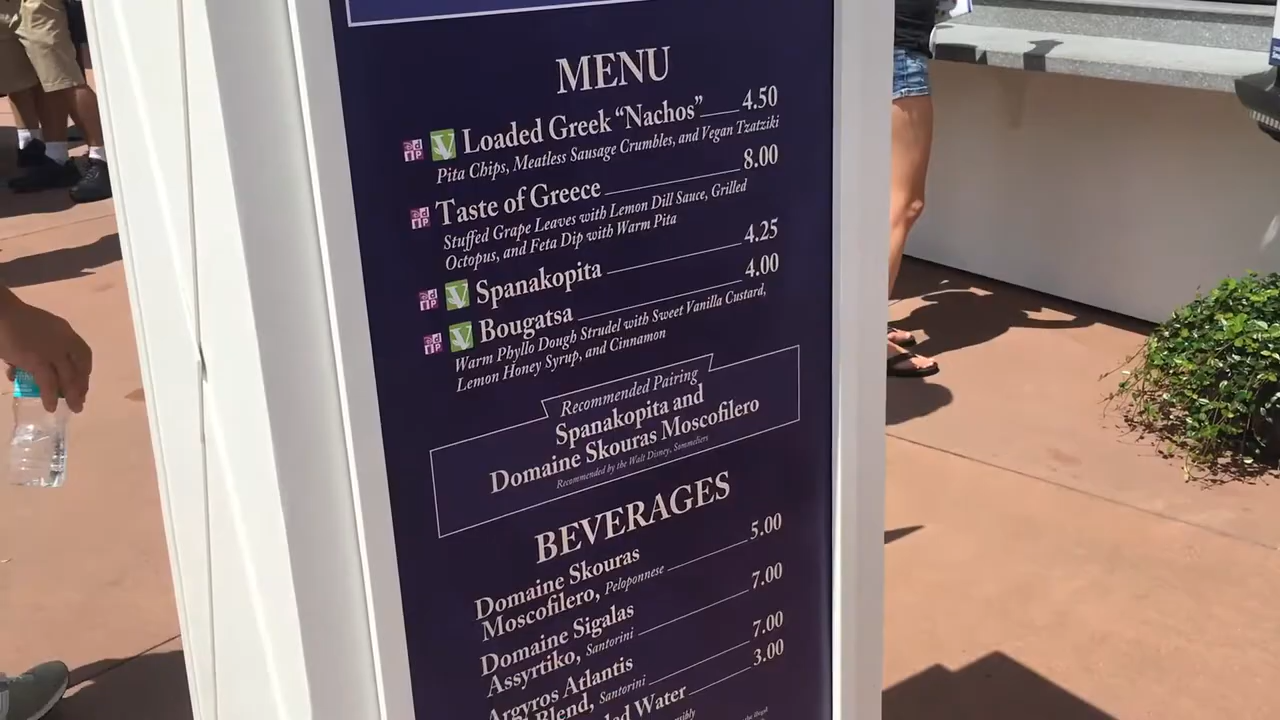 MENU
Loaded Greek “Nachos” 4.50
Pita Chips, Meatless Sausage Crumbles, and Vegan Tzatziki
Taste of Greece 8.00
Stuffed Grape Leaves with Lemon Dill Sauce, Grilled
Octopus, and Feta Dip with Warm Pita
Spanakopita 4.25
Bougatsa 4.00
Warm Phyllo Dough Strudel with Sweet Vanilla Custard,
Lemon Honey Syrup, and Cinnamon
Recommended Pairing
Spanakopita and
Domaine Skouras Moscofilero
Recommended by the Walt Disney, Sommeliers
BEVERAGES
Domaine Skouras
Moscofilero, Peloponnese 5.00
Domaine Sigalas
Assyrtiko, Santorini 7.00
Argyros Atlantis
Blend, Santorini 7.00
Water 3.00